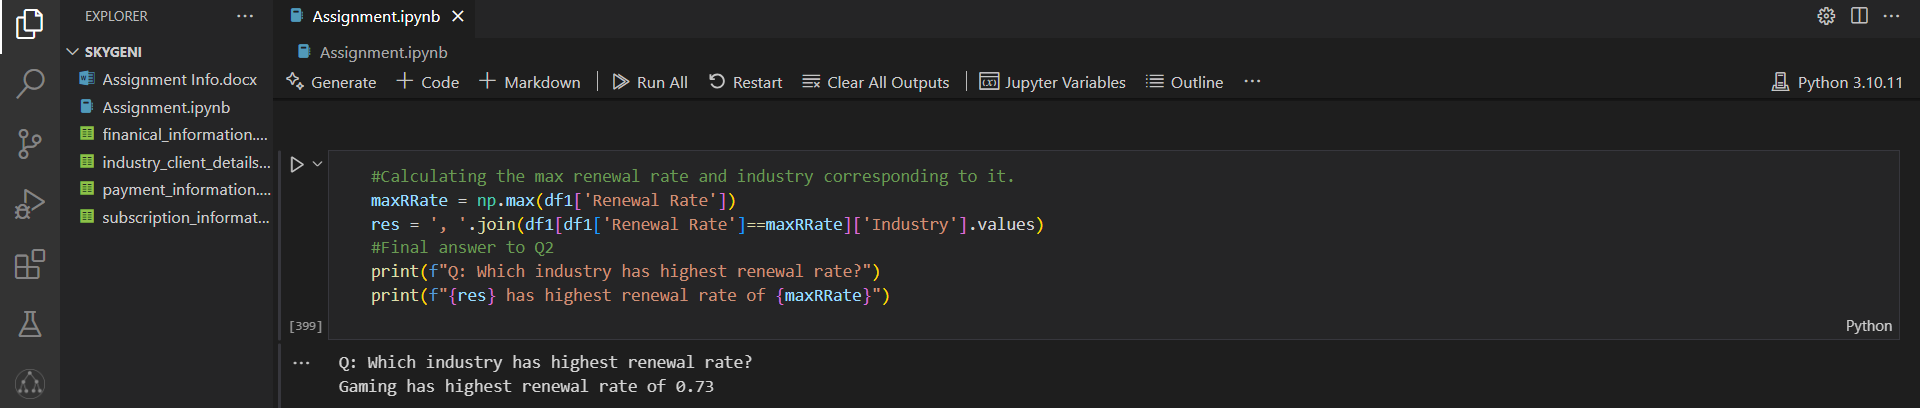 EXPLORER
SKYGENI
Assignment Info.docx
Assignment.ipynb
finanical_information....
industry_client_details...
payment_information....
subscription_informat...
Assignment.ipynb
Assignment.ipynb
Generate + Code + Markdown | Run All Restart Clear All Outputs | Jupyter Variables Outline ... Python 3.10.11
#Calculating the max renewal rate and industry corresponding to it.
maxRRate = np.max(df1['Renewal Rate'])
res = ', '.join(df1[df1['Renewal Rate']==maxRRate]['Industry'].values)
#Final answer to Q2
print(f"Q: Which industry has highest renewal rate?")
print(f"{res} has highest renewal rate of {maxRRate}")
[399]
Python
Q: Which industry has highest renewal rate?
Gaming has highest renewal rate of 0.73